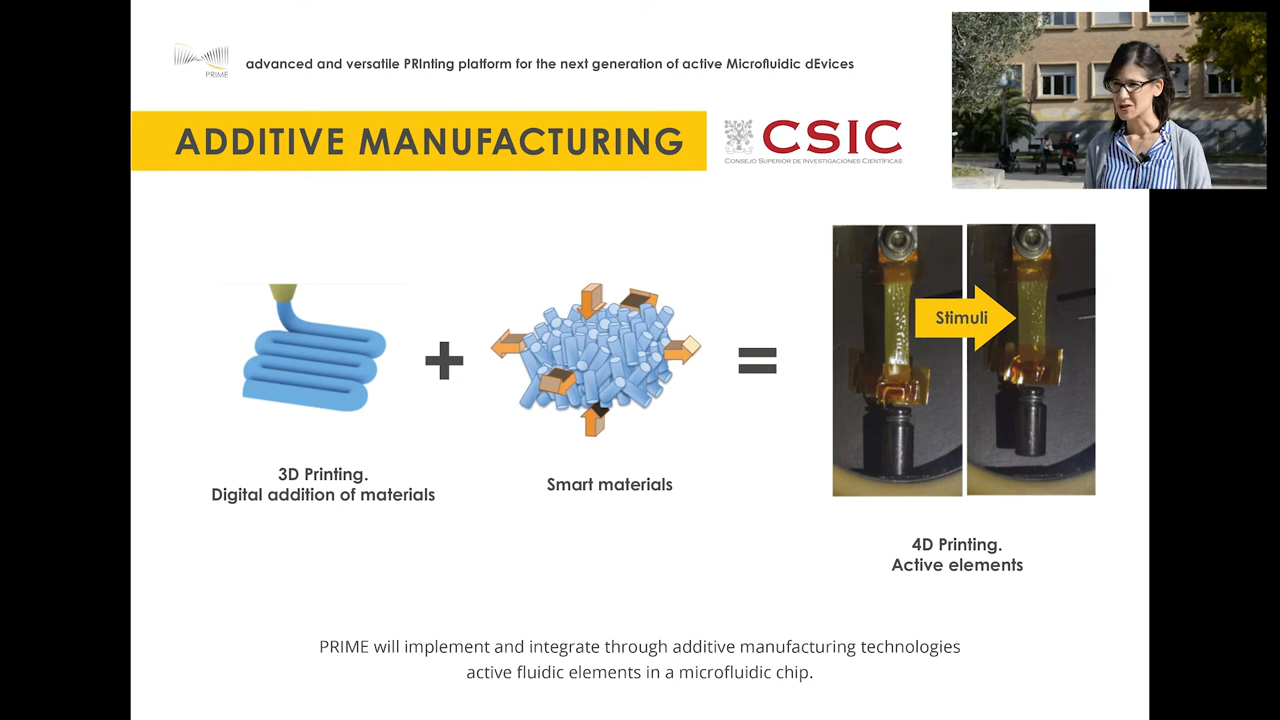 PRIME
advanced and versatile PRInting platform for the next generation of active Microfluidic dEvices
ADDITIVE MANUFACTURING
CSIC
CONSEJO SUPERIOR DE INVESTIGACIONES CIENTÍFICAS
Stimuli
3D Printing.
Digital addition of materials
Smart materials
4D Printing.
Active elements
PRIME will implement and integrate through additive manufacturing technologies
active fluidic elements in a microfluidic chip.